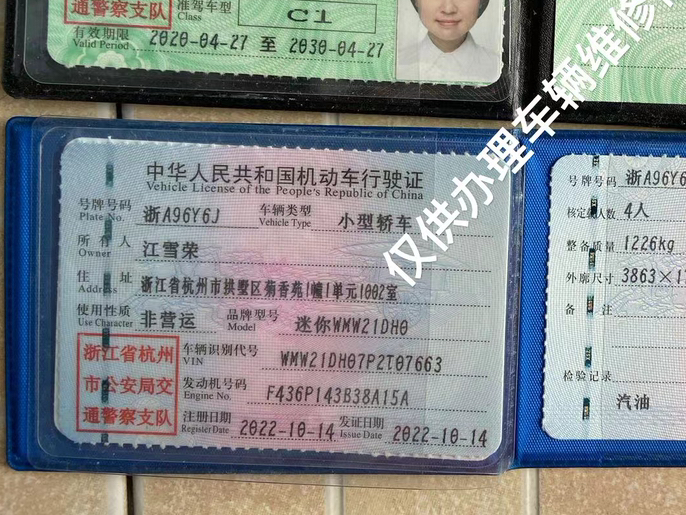 通警察支队
准驾车型
Class
C1
有效期限
Valid Period
2020-04-27 至 2030-04-27
仅供办理车辆维修
中华人民共和国机动车行驶证
Vehicle License of the People's Republic of China
号牌号码 浙A96Y6J 车辆类型 小型轿车
Plate No. Vehicle Type
所有人 江雪荣
Owner
住址 浙江省杭州市拱墅区菊香苑1幢1单元1002室
Address
使用性质 非营运 品牌型号 迷你WMW21DH0
Use Character Model
浙江省杭州
市公安局交
通警察支队
车辆识别代号 WMW21DH07P2T07663
VIN
发动机号码 F436P143B38A15A
Engine No.
注册日期 2022-10-14 发证日期 2022-10-14
Register Date Issue Date
号牌号码 浙A96Y6
核定载人数 4人
整备质量 1226kg
外廓尺寸 3863×1
备注
检验记录
汽油